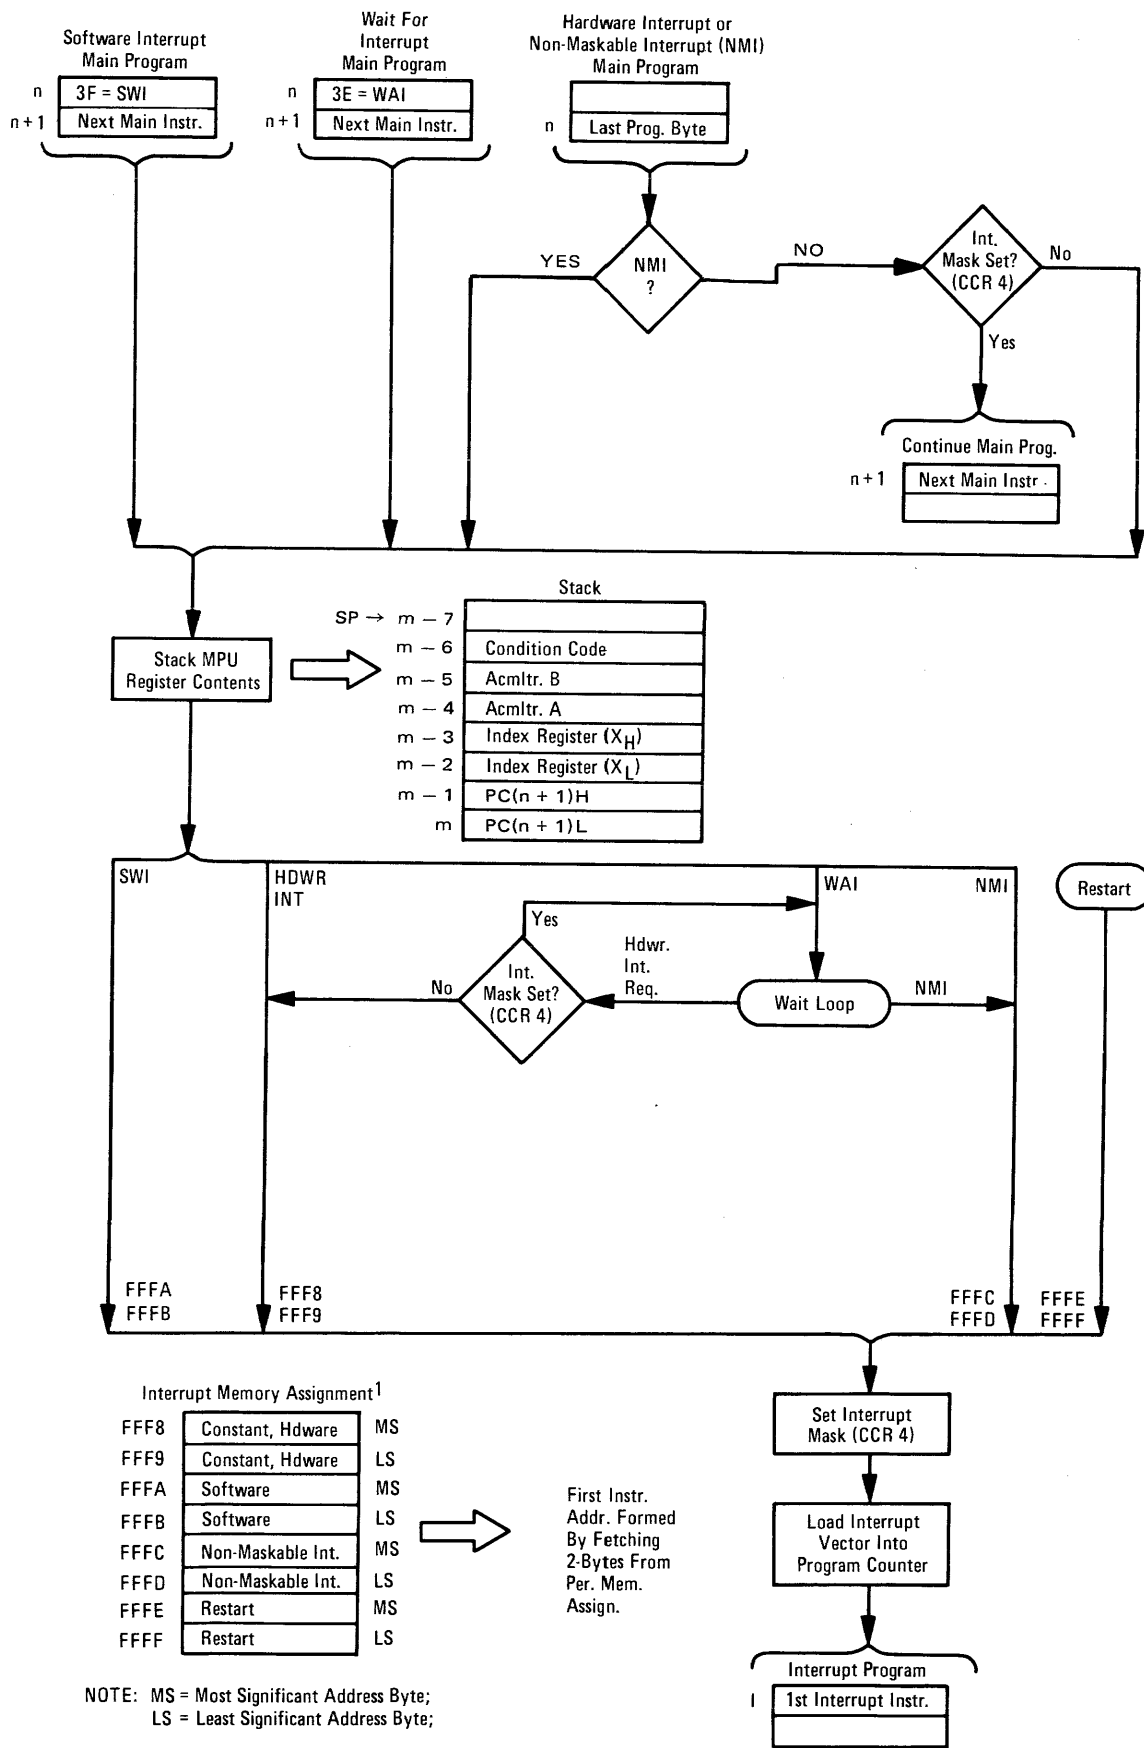 Software Interrupt
Main Program
n 3F = SWI
n + 1 Next Main Instr.
Wait For
Interrupt
Main Program
n 3E = WAI
n + 1 Next Main Instr.
Hardware Interrupt or
Non-Maskable Interrupt (NMI)
Main Program
n Last Prog. Byte
YES
NMI
?
NO
Int.
Mask Set?
(CCR 4)
No
Yes
Continue Main Prog.
n + 1 Next Main Instr.
Stack MPU
Register Contents
Stack
SP → m – 7
m – 6 Condition Code
m – 5 Acmltr. B
m – 4 Acmltr. A
m – 3 Index Register (XH)
m – 2 Index Register (XL)
m – 1 PC(n + 1)H
m PC(n + 1)L
SWI
HDWR
INT
WAI
NMI
Restart
Yes
No
Int.
Mask Set?
(CCR 4)
Hdwr.
Int.
Req.
Wait Loop
NMI
FFFA
FFFB
FFF8
FFF9
FFFC
FFFD
FFFE
FFFF
Interrupt Memory Assignment1
FFF8 Constant, Hdware MS
FFF9 Constant, Hdware LS
FFFA Software MS
FFFB Software LS
FFFC Non-Maskable Int. MS
FFFD Non-Maskable Int. LS
FFFE Restart MS
FFFF Restart LS
NOTE: MS = Most Significant Address Byte;
LS = Least Significant Address Byte;
First Instr.
Addr. Formed
By Fetching
2-Bytes From
Per. Mem.
Assign.
Set Interrupt
Mask (CCR 4)
Load Interrupt
Vector Into
Program Counter
Interrupt Program
I 1st Interrupt Instr.